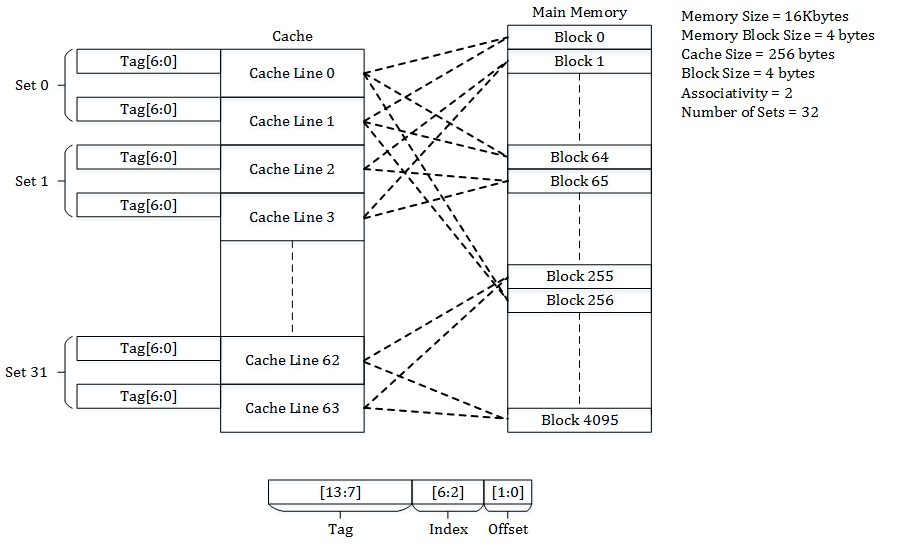 Main Memory
Cache
Memory Size = 16Kbytes
Memory Block Size = 4 bytes
Cache Size = 256 bytes
Block Size = 4 bytes
Associativity = 2
Number of Sets = 32
Set 0
Tag[6:0]
Cache Line 0
Tag[6:0]
Cache Line 1
Set 1
Tag[6:0]
Cache Line 2
Tag[6:0]
Cache Line 3
Set 31
Tag[6:0]
Cache Line 62
Tag[6:0]
Cache Line 63
Block 0
Block 1
Block 64
Block 65
Block 255
Block 256
Block 4095
[13:7]
[6:2]
[1:0]
Tag
Index
Offset